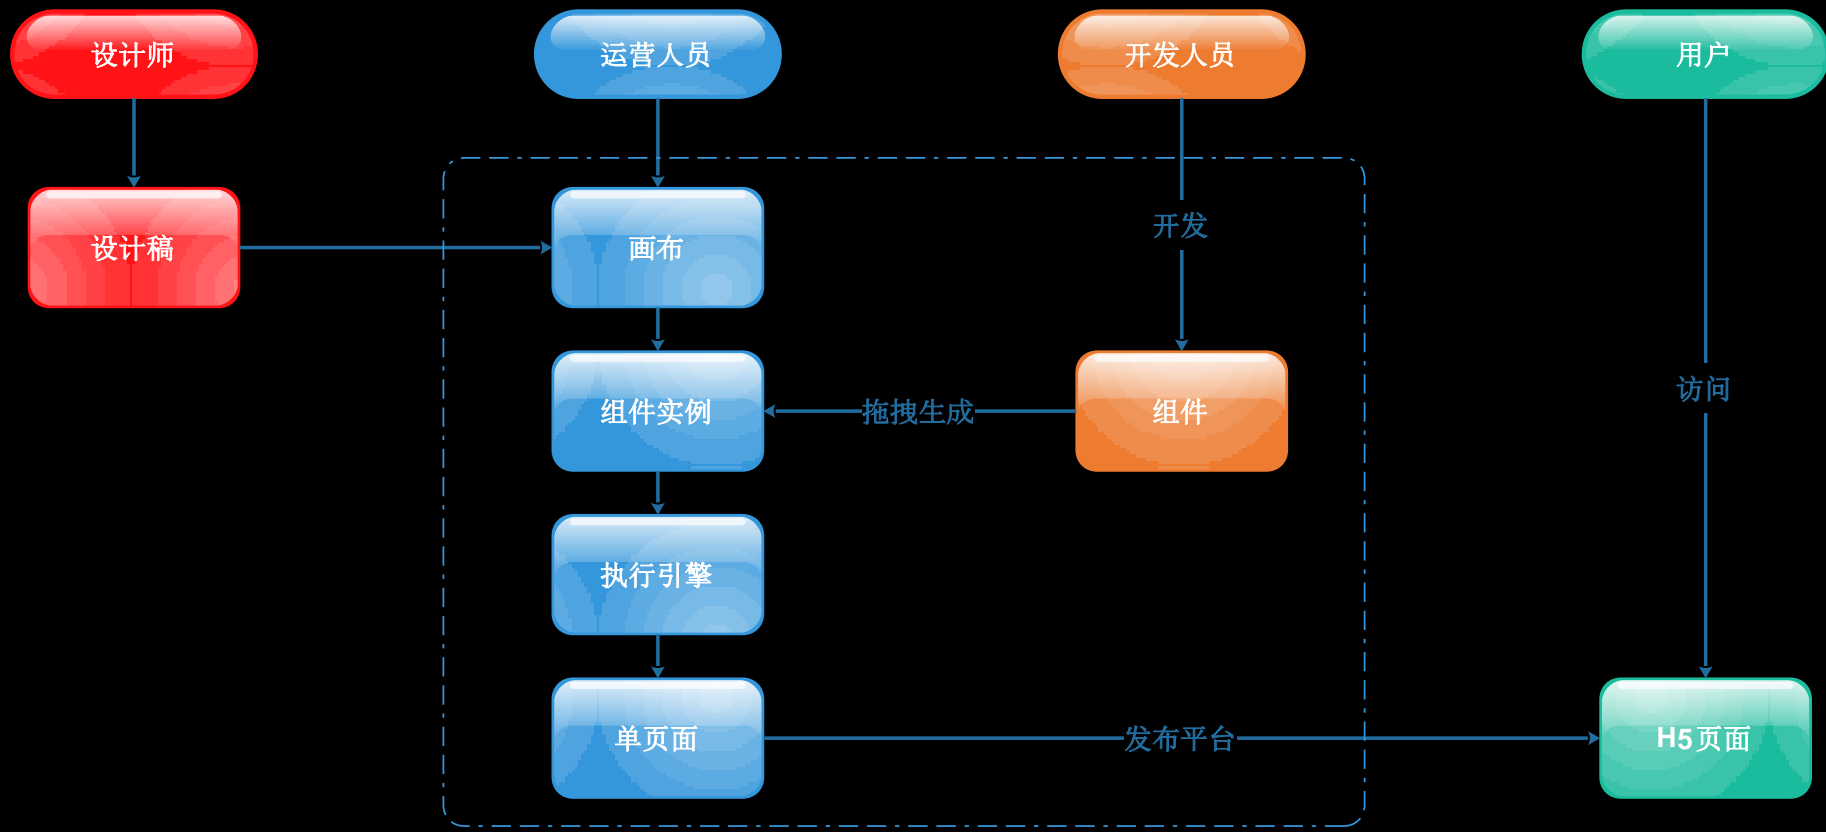 设计师
运营人员
开发人员
用户
开发
设计稿
画布
访问
组件实例
拖拽生成
组件
执行引擎
单页面
发布平台
H5页面